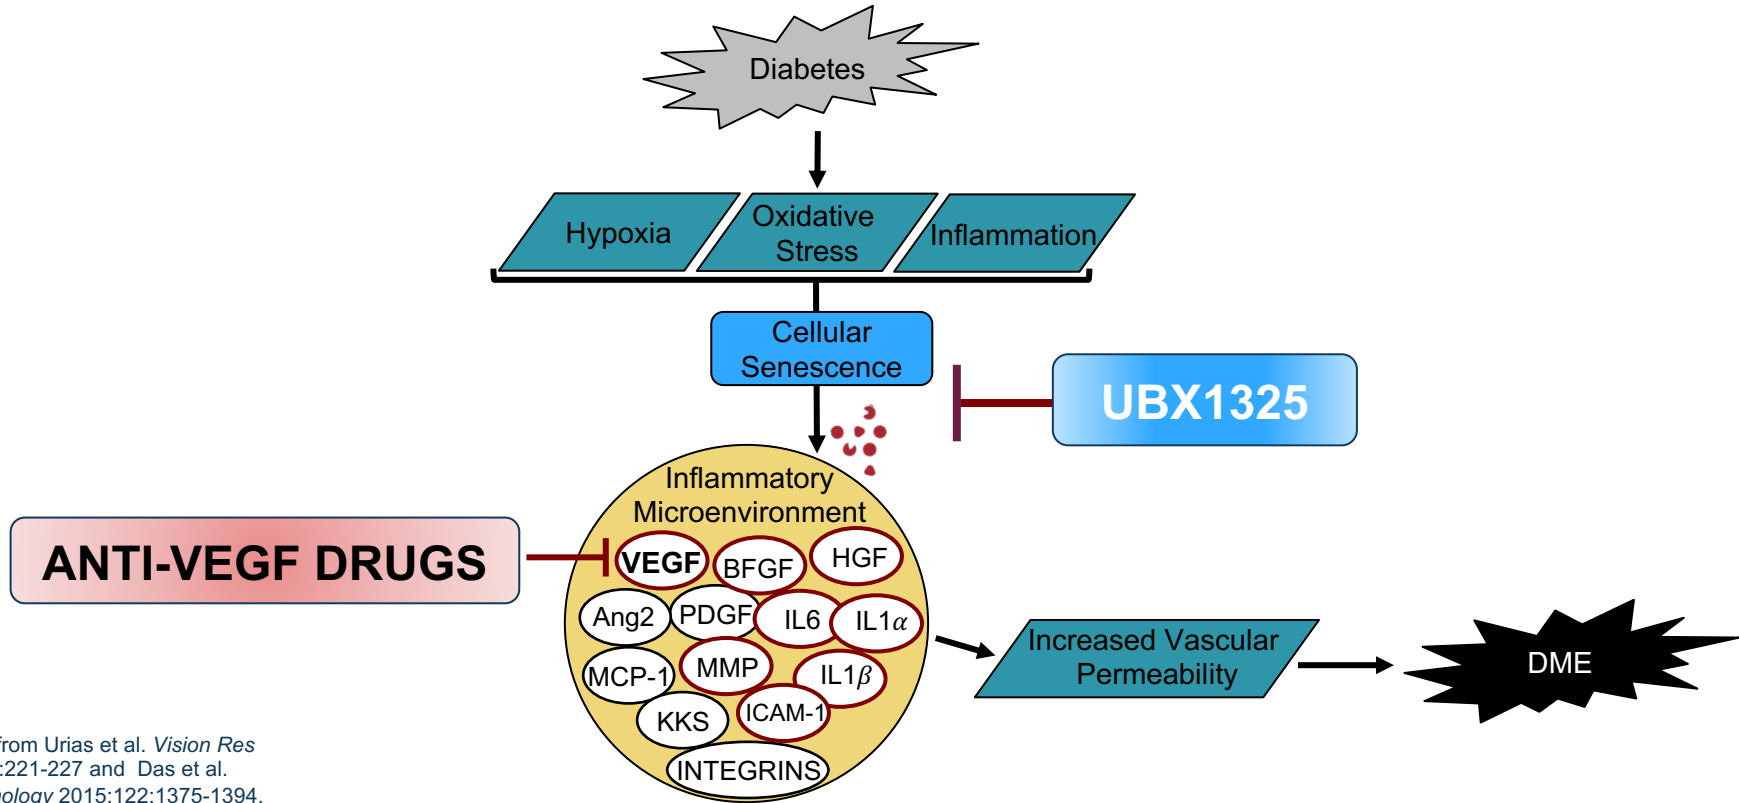 Diabetes
Hypoxia
Oxidative
Stress
Inflammation
Cellular
Senescence
UBX1325
Inflammatory
Microenvironment
ANTI-VEGF DRUGS
VEGF
BFGF
HGF
Ang2
PDGF
IL6
IL1α
MCP-1
MMP
IL1β
KKS
ICAM-1
INTEGRINS
Increased Vascular
Permeability
DME
from Urias et al. Vision Res
:221-227 and Das et al.
nology 2015:122:1375-1394.